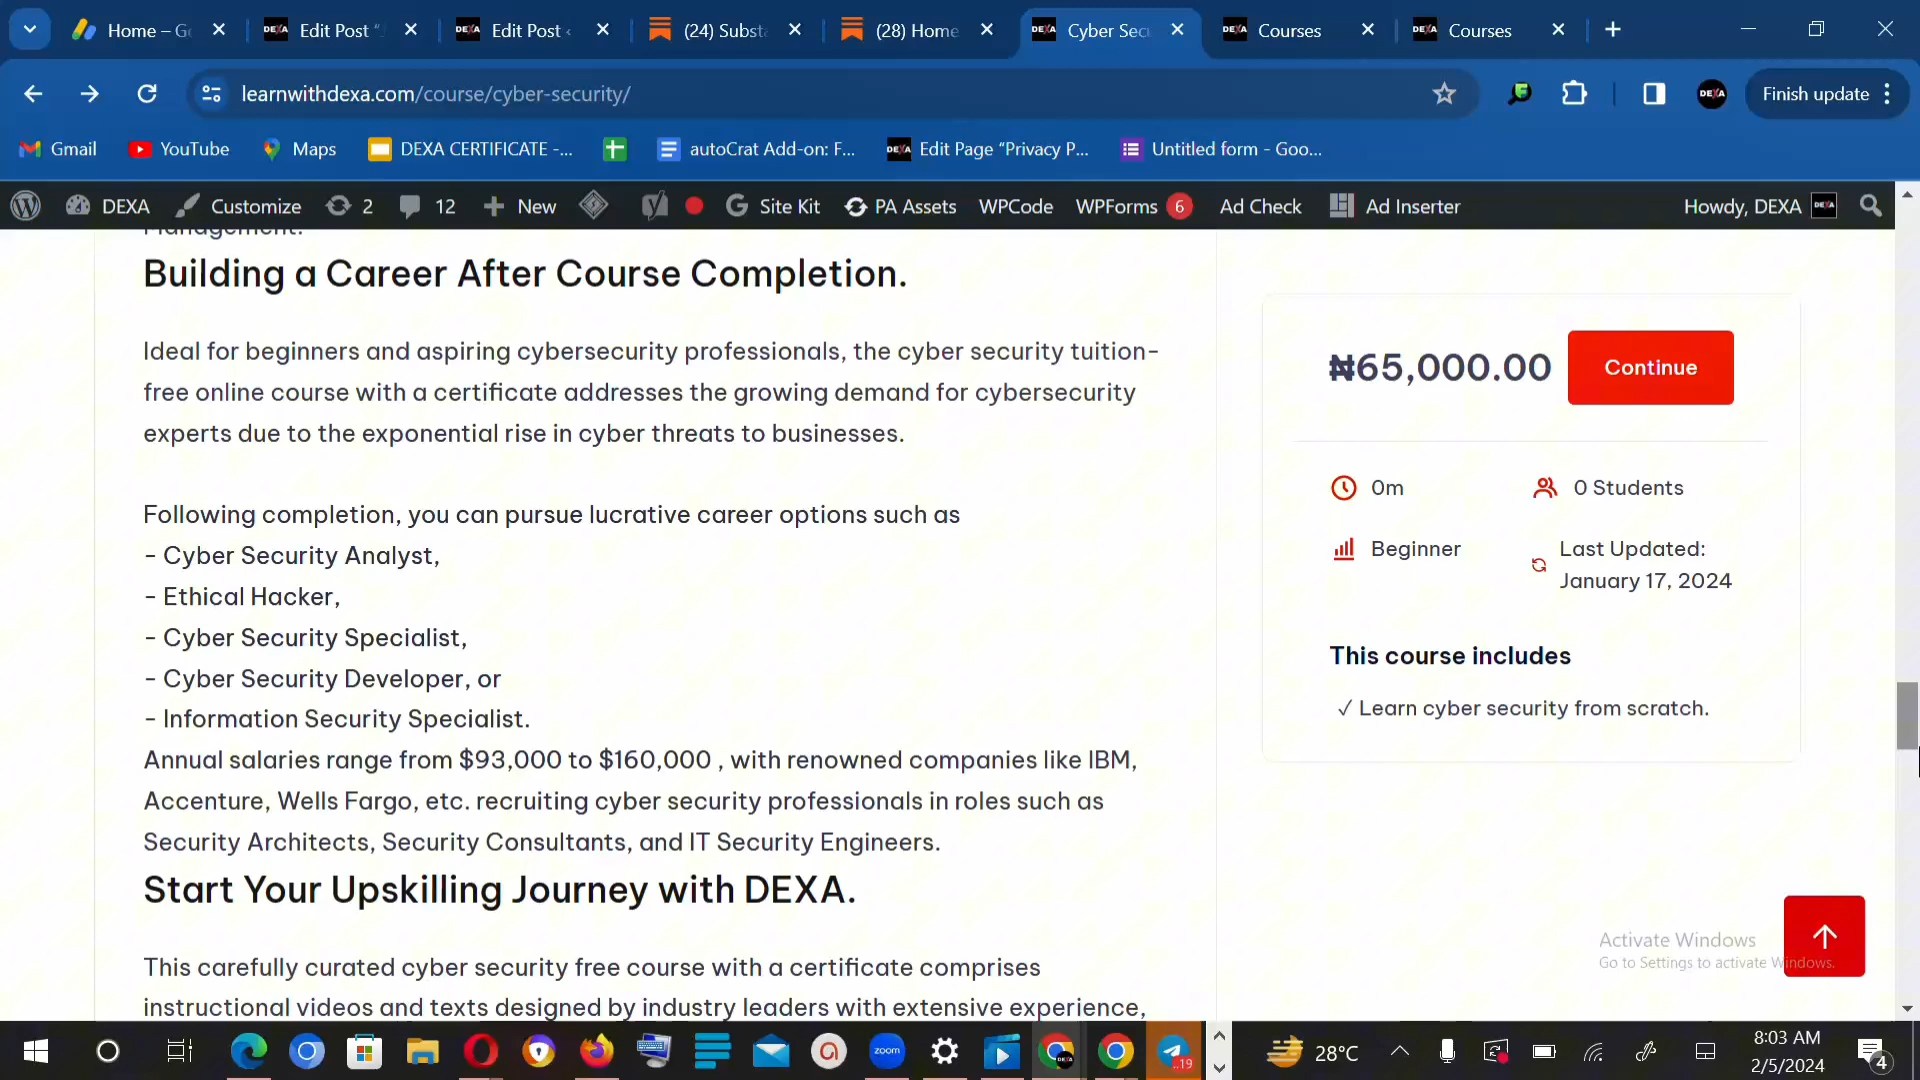 Home – Go
Edit Post “
Edit Post ‹
(24) Subst
(28) Home
Cyber Sec
Courses
Courses
learnwithdexa.com/course/cyber-security/
DEXA
Finish update
Gmail
YouTube
Maps
DEXA CERTIFICATE -...
autoCrat Add-on: F...
Edit Page “Privacy P...
Untitled form - Goo...
DEXA
Customize
2
12
New
Site Kit
PA Assets
WPCode
WPForms 6
Ad Check
Ad Inserter
Howdy, DEXA
Management.
Building a Career After Course Completion.
Ideal for beginners and aspiring cybersecurity professionals, the cyber security tuition-
free online course with a certificate addresses the growing demand for cybersecurity
experts due to the exponential rise in cyber threats to businesses.
Following completion, you can pursue lucrative career options such as
- Cyber Security Analyst,
- Ethical Hacker,
- Cyber Security Specialist,
- Cyber Security Developer, or
- Information Security Specialist.
Annual salaries range from $93,000 to $160,000 , with renowned companies like IBM,
Accenture, Wells Fargo, etc. recruiting cyber security professionals in roles such as
Security Architects, Security Consultants, and IT Security Engineers.
Start Your Upskilling Journey with DEXA.
This carefully curated cyber security free course with a certificate comprises
instructional videos and texts designed by industry leaders with extensive experience,
₦65,000.00
Continue
0m
0 Students
Beginner
Last Updated:
January 17, 2024
This course includes
✓ Learn cyber security from scratch.
Activate Windows
Go to Settings to activate Windows.
zoom
DEXA
..19
28°C
8:03 AM
2/5/2024
4